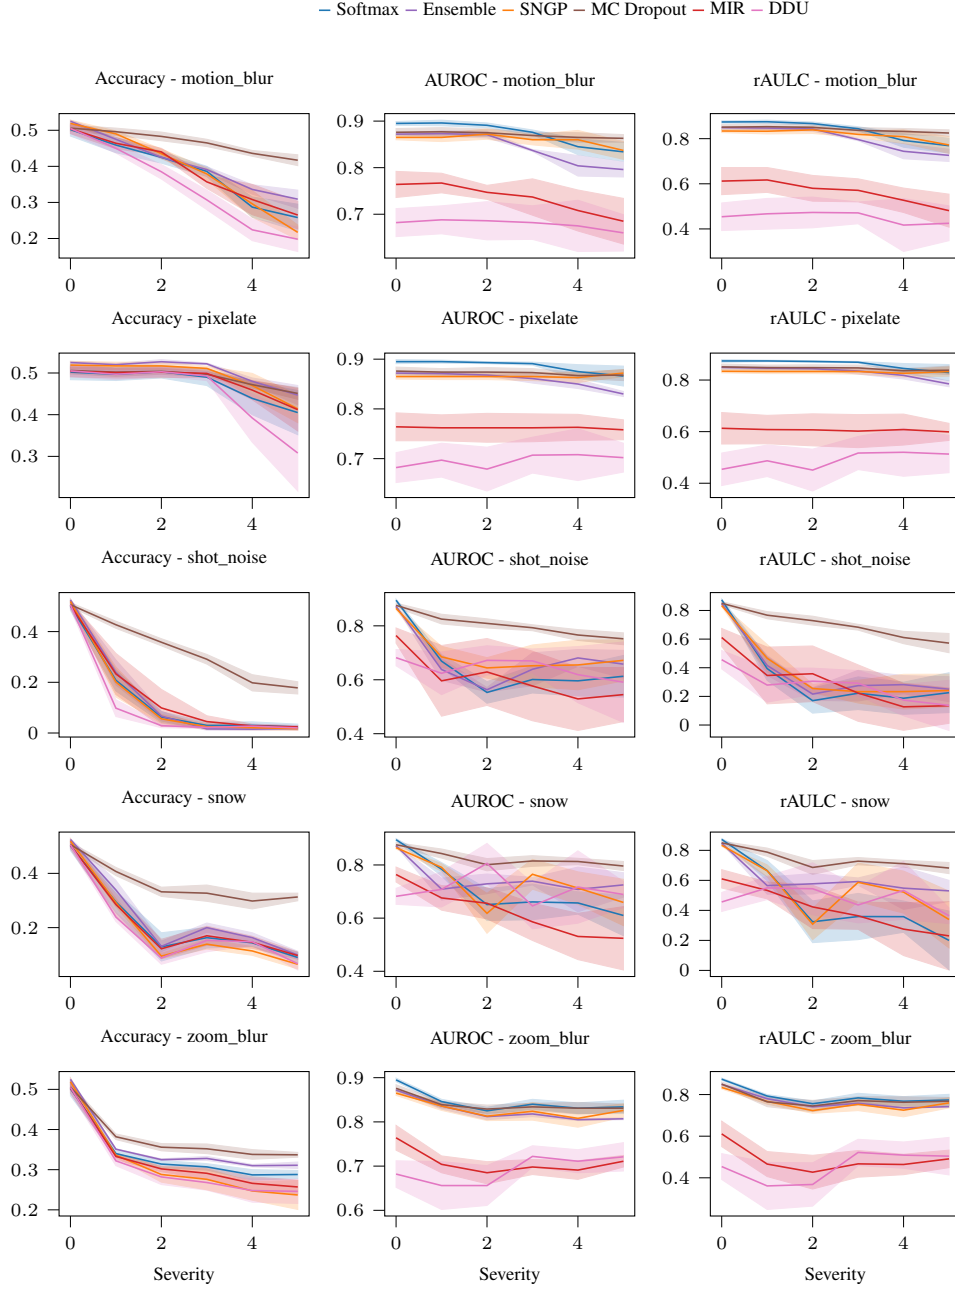 Softmax Ensemble SNGP MC Dropout MIR DDU
Accuracy - motion_blur AUROC - motion_blur rAULC - motion_blur
0.5 0.9 0.8
0.4 0.8 0.6
0.3 0.7 0.4
0.2
0 2 4 0 2 4 0 2 4
Accuracy - pixelate AUROC - pixelate rAULC - pixelate
0.5 0.9 0.8
0.4 0.8 0.6
0.3 0.7 0.4
0 2 4 0 2 4 0 2 4
Accuracy - shot_noise AUROC - shot_noise rAULC - shot_noise
0.4 0.8 0.8
0.2 0.6 0.6
0 0.4 0.4
0.2
0
0 2 4 0 2 4 0 2 4
Accuracy - snow AUROC - snow rAULC - snow
0.4 0.8 0.8
0.2 0.6 0.6
0.4 0.4
0.2
0
0 2 4 0 2 4 0 2 4
Accuracy - zoom_blur AUROC - zoom_blur rAULC - zoom_blur
0.5 0.9 0.8
0.4 0.8 0.6
0.3 0.7 0.4
0.2 0.6
0 2 4 0 2 4 0 2 4
Severity Severity Severity